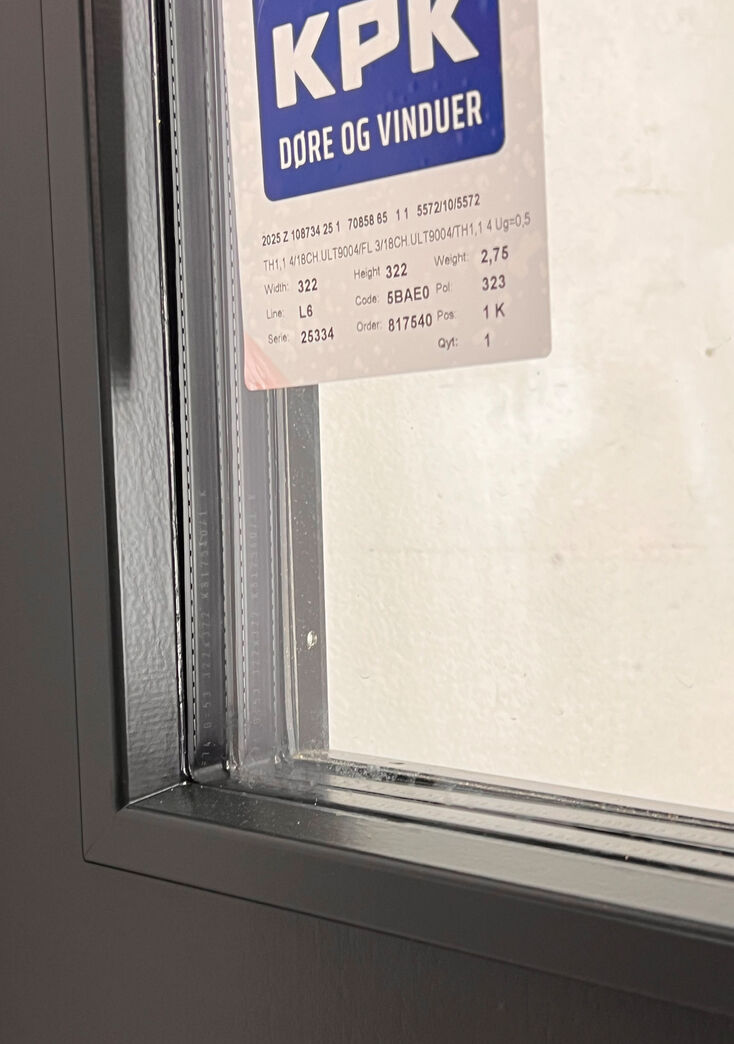 KPK
DØRE OG VINDUER
2025 Z 108734 25 1 70858 65 1 1 5572/10/5572
TH1,1 4/18CH.ULT9004/FL 3/18CH.ULT9004/TH1,1 4 Ug=0,5
Width: 322 Height 322 Weight: 2,75
Line: L6 Code: 5BAE0 Pol: 323
Serie: 25334 Order: 817540 Pos: 1 K
Qyt: 1